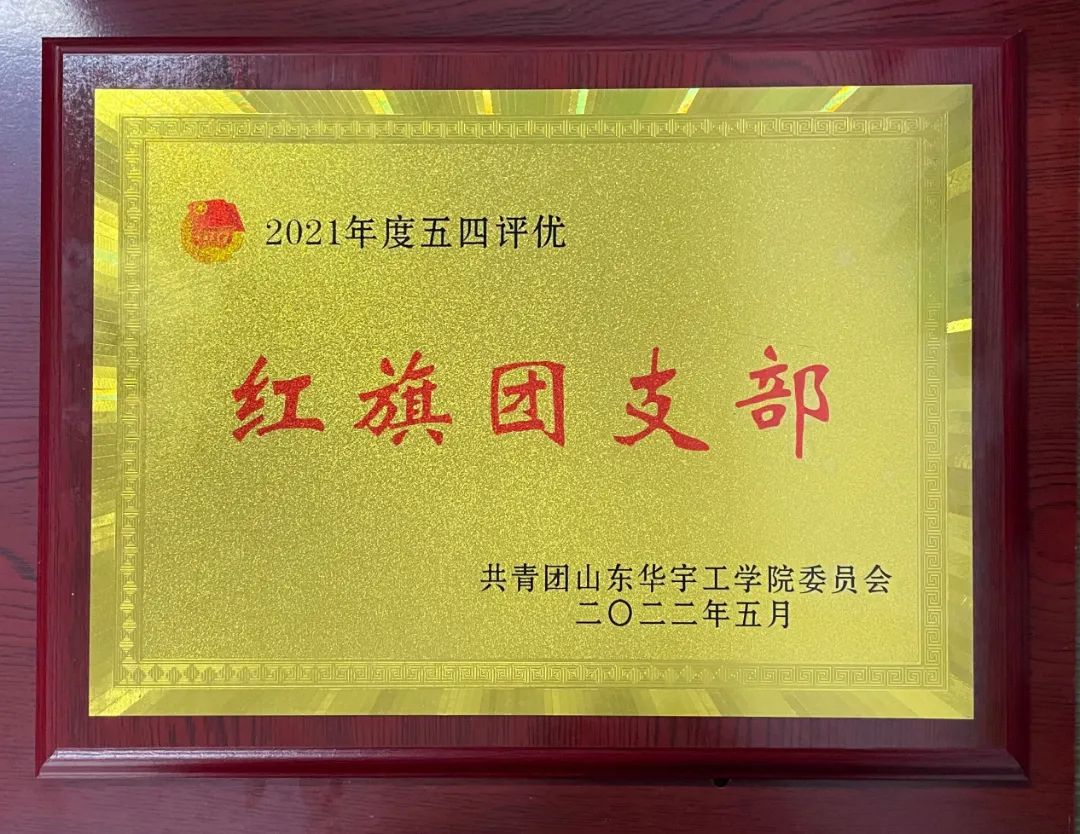 2021年度五四评优
红旗团支部
共青团山东华宇工学院委员会
二〇二二年五月